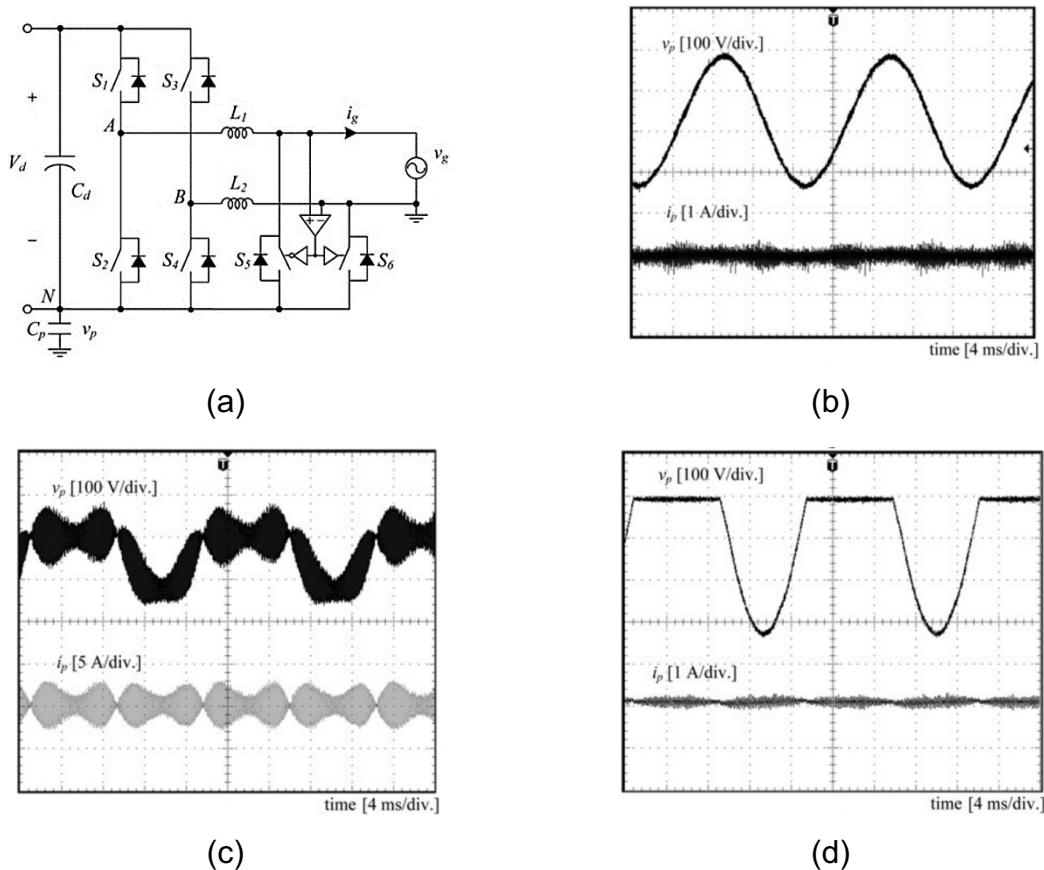 S1
S3
A
L1
ig
+
Vd
Cd
vg
B
L2
+ -
−
S2
S4
S5
S6
N
Cp
vp
(a)
T
vp [100 V/div.]
ip [1 A/div.]
time [4 ms/div.]
(b)
T
vp [100 V/div.]
ip [5 A/div.]
time [4 ms/div.]
(c)
T
vp [100 V/div.]
ip [1 A/div.]
time [4 ms/div.]
(d)